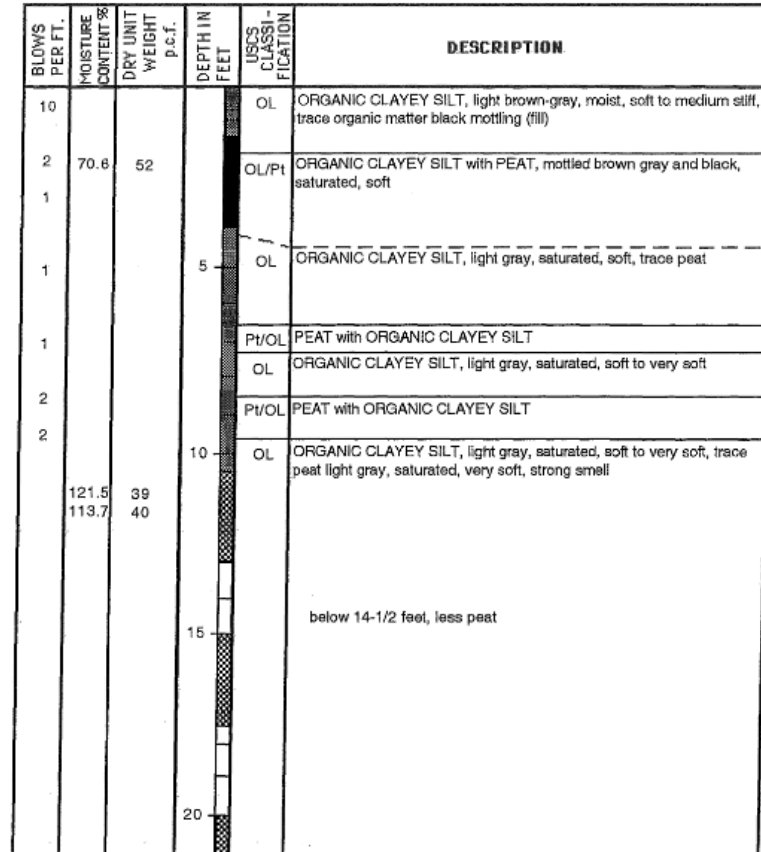 BLOWS PER FT.
MOISTURE CONTENT %
DRY UNIT WEIGHT p.c.f.
DEPTH IN FEET
USCS CLASSI- FICATION
DESCRIPTION
10 OL ORGANIC CLAYEY SILT, light brown-gray, moist, soft to medium stiff,
trace organic matter black mottling (fill)
2 70.6 52 OL/Pt ORGANIC CLAYEY SILT with PEAT, mottled brown gray and black,
saturated, soft
1
5 OL ORGANIC CLAYEY SILT, light gray, saturated, soft, trace peat
1
1 Pt/OL PEAT with ORGANIC CLAYEY SILT
OL ORGANIC CLAYEY SILT, light gray, saturated, soft to very soft
2 Pt/OL PEAT with ORGANIC CLAYEY SILT
2
10 OL ORGANIC CLAYEY SILT, light gray, saturated, soft to very soft, trace
peat light gray, saturated, very soft, strong smell
121.5 39
113.7 40
below 14-1/2 feet, less peat
15
20